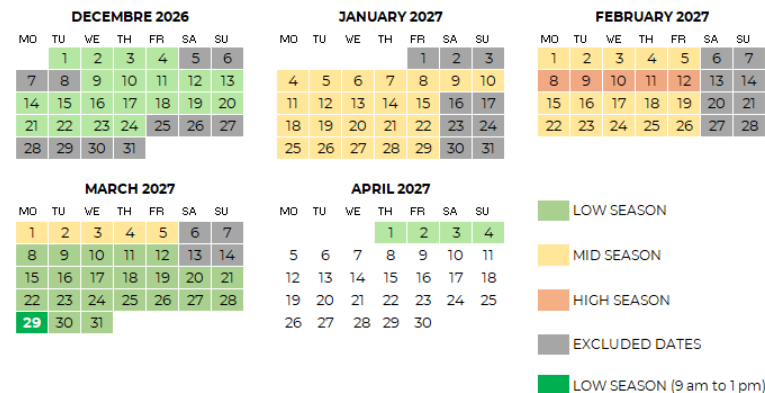 DECEMBRE 2026
MO TU WE TH FR SA SU
1 2 3 4 5 6
7 8 9 10 11 12 13
14 15 16 17 18 19 20
21 22 23 24 25 26 27
28 29 30 31
JANUARY 2027
MO TU WE TH FR SA SU
1 2 3
4 5 6 7 8 9 10
11 12 13 14 15 16 17
18 19 20 21 22 23 24
25 26 27 28 29 30 31
FEBRUARY 2027
MO TU WE TH FR SA SU
1 2 3 4 5 6 7
8 9 10 11 12 13 14
15 16 17 18 19 20 21
22 23 24 25 26 27 28
MARCH 2027
MO TU WE TH FR SA SU
1 2 3 4 5 6 7
8 9 10 11 12 13 14
15 16 17 18 19 20 21
22 23 24 25 26 27 28
29 30 31
APRIL 2027
MO TU WE TH FR SA SU
1 2 3 4
5 6 7 8 9 10 11
12 13 14 15 16 17 18
19 20 21 22 23 24 25
26 27 28 29 30
LOW SEASON
MID SEASON
HIGH SEASON
EXCLUDED DATES
LOW SEASON (9 am to 1 pm)